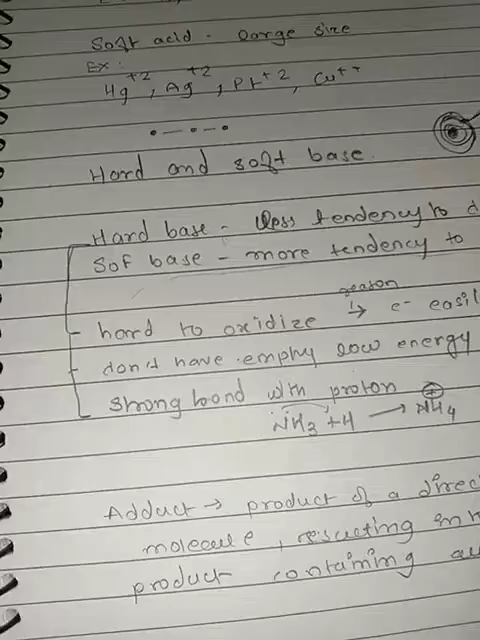 Soft acid - large size
Ex:
Hg+2, Ag+2, Pt+2, Cu++
Hard and soft base.
Hard base - less tendency to d
Sof base - more tendency to
reason
- hard to oxidize → e- easil
- don't have empty low energy
- Strong bond with proton
NH3 + H → NH4 +
Adduct → product of a direc
molecule, resucting in
product containing